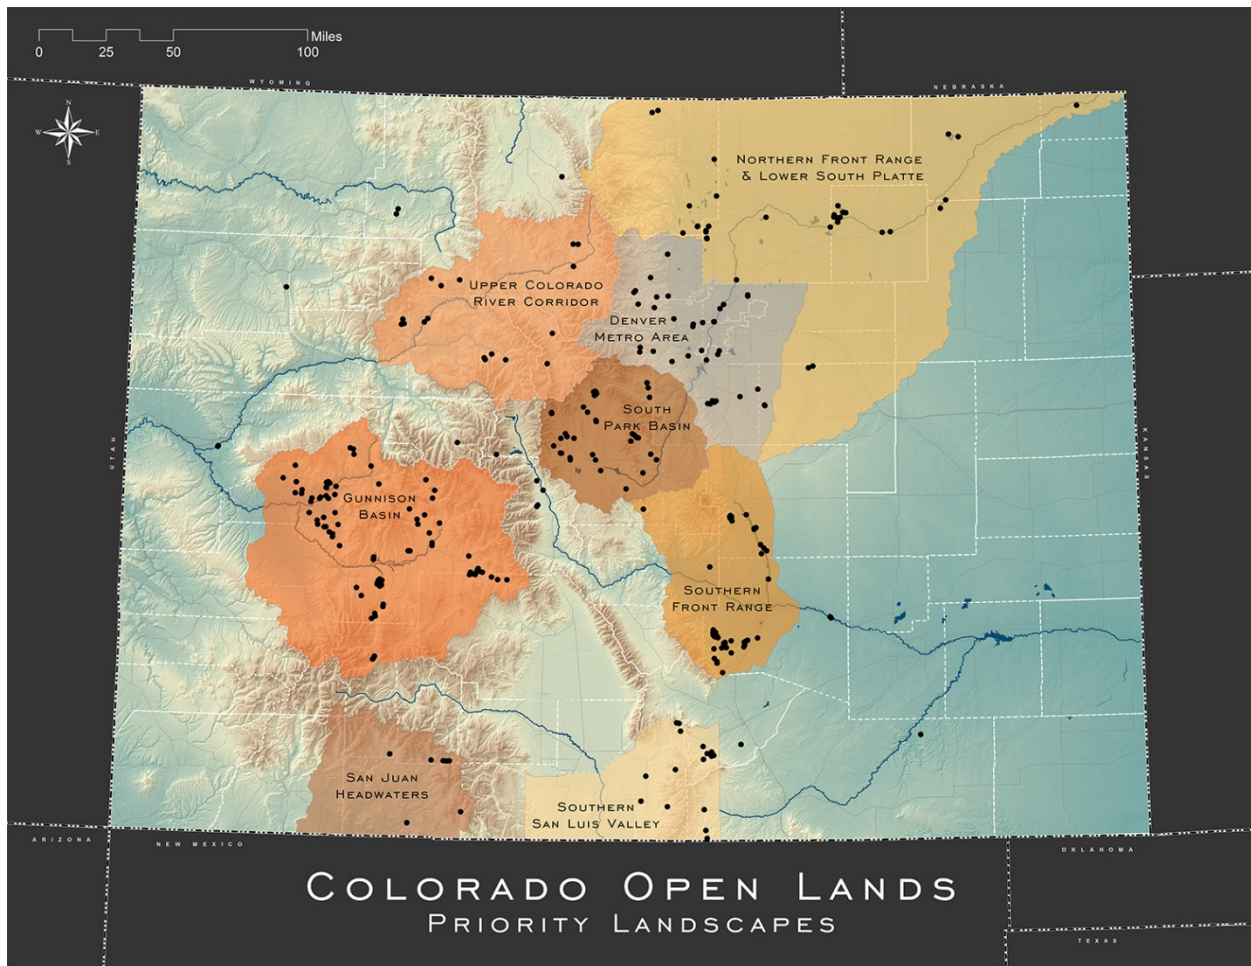 Miles
0 25 50 100
WYOMING
NEBRASKA
N
W E
S
NORTHERN FRONT RANGE
& LOWER SOUTH PLATTE
UPPER COLORADO
RIVER CORRIDOR
DENVER
METRO AREA
SOUTH
PARK BASIN
UTAH
KANSAS
GUNNISON
BASIN
SOUTHERN
FRONT RANGE
SAN JUAN
HEADWATERS
SOUTHERN
SAN LUIS VALLEY
ARIZONA
NEW MEXICO
OKLAHOMA
COLORADO OPEN LANDS
PRIORITY LANDSCAPES
TEXAS